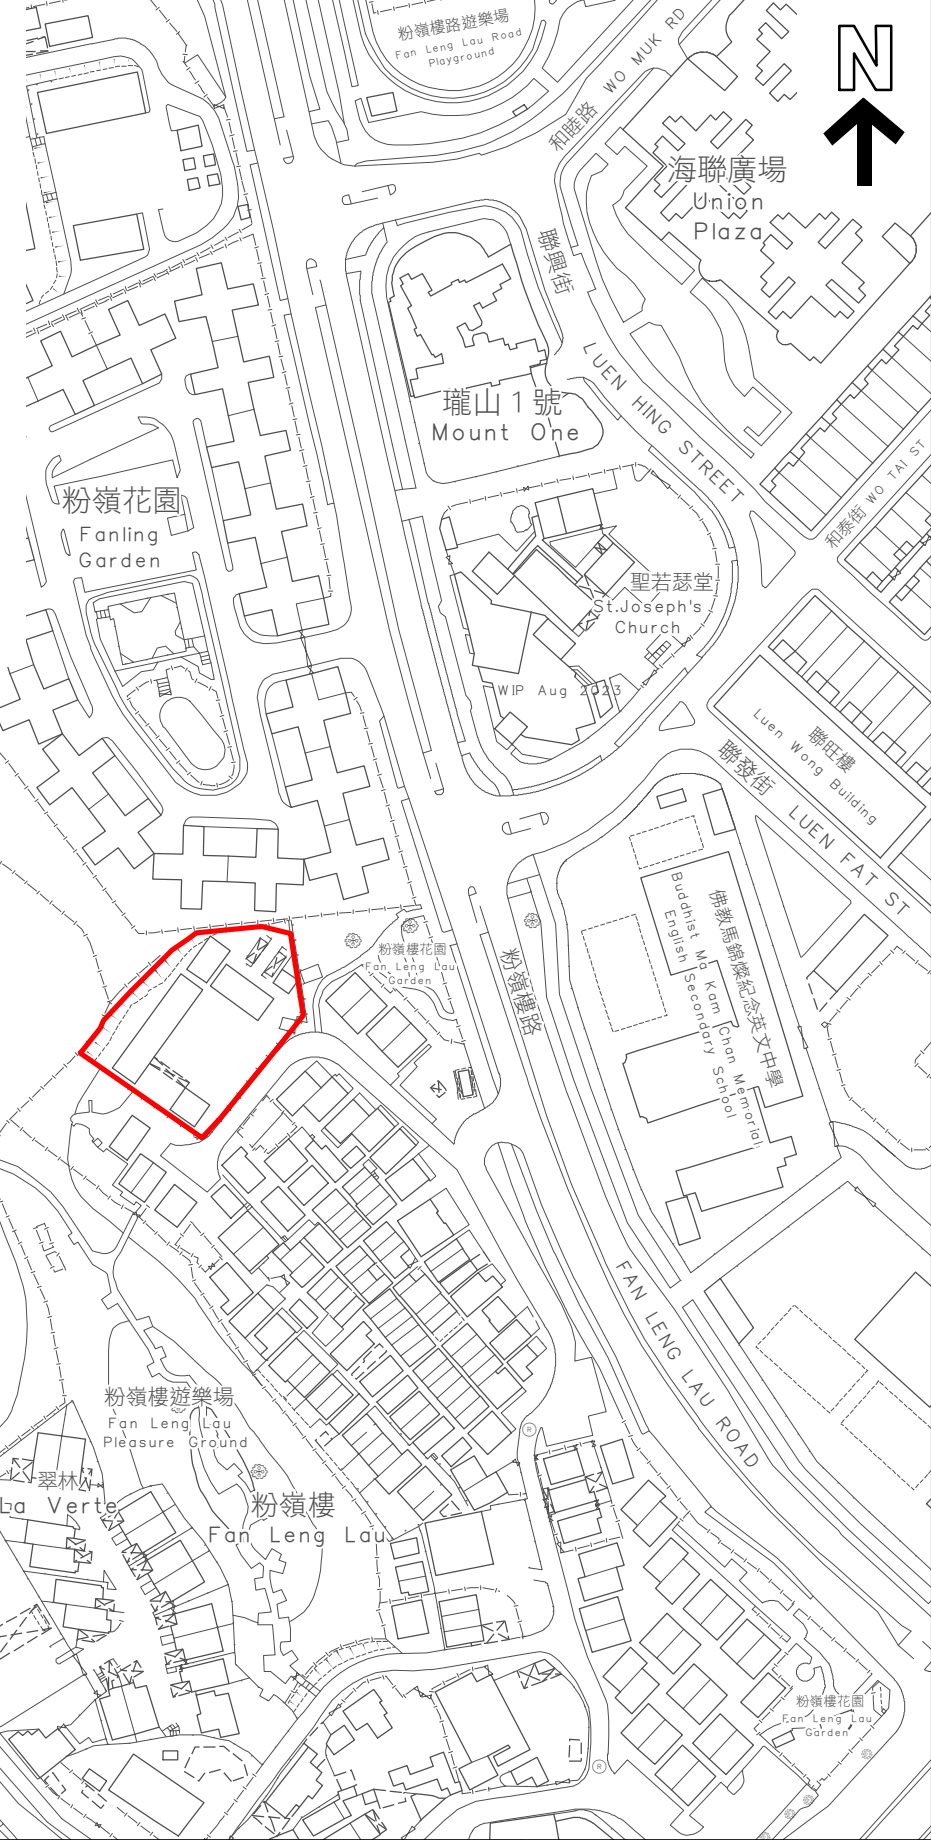 粉嶺樓路遊樂場
Fan Leng Lau Road
Playground
和睦路 WO MUK RD
N
海聯廣場
Union
Plaza
聯興街
LUEN HING STREET
瓏山1號
Mount One
和泰街 WO TAI ST
粉嶺花園
Fanling
Garden
聖若瑟堂
St.Joseph's
Church
WIP Aug 2023
聯旺樓
Luen Wong Building
聯發街 LUEN FAT ST
佛教馬錦燦紀念英文中學
Buddhist Ma Kam Chan Memorial
English Secondary School
粉嶺樓花園
Fan Leng Lau
Garden
粉嶺樓路
FAN LENG LAU ROAD
粉嶺樓遊樂場
Fan Leng Lau
Pleasure Ground
R
翠林
La Verte
粉嶺樓
Fan Leng Lau
粉嶺樓花園
Fan Leng Lau
Garden
R